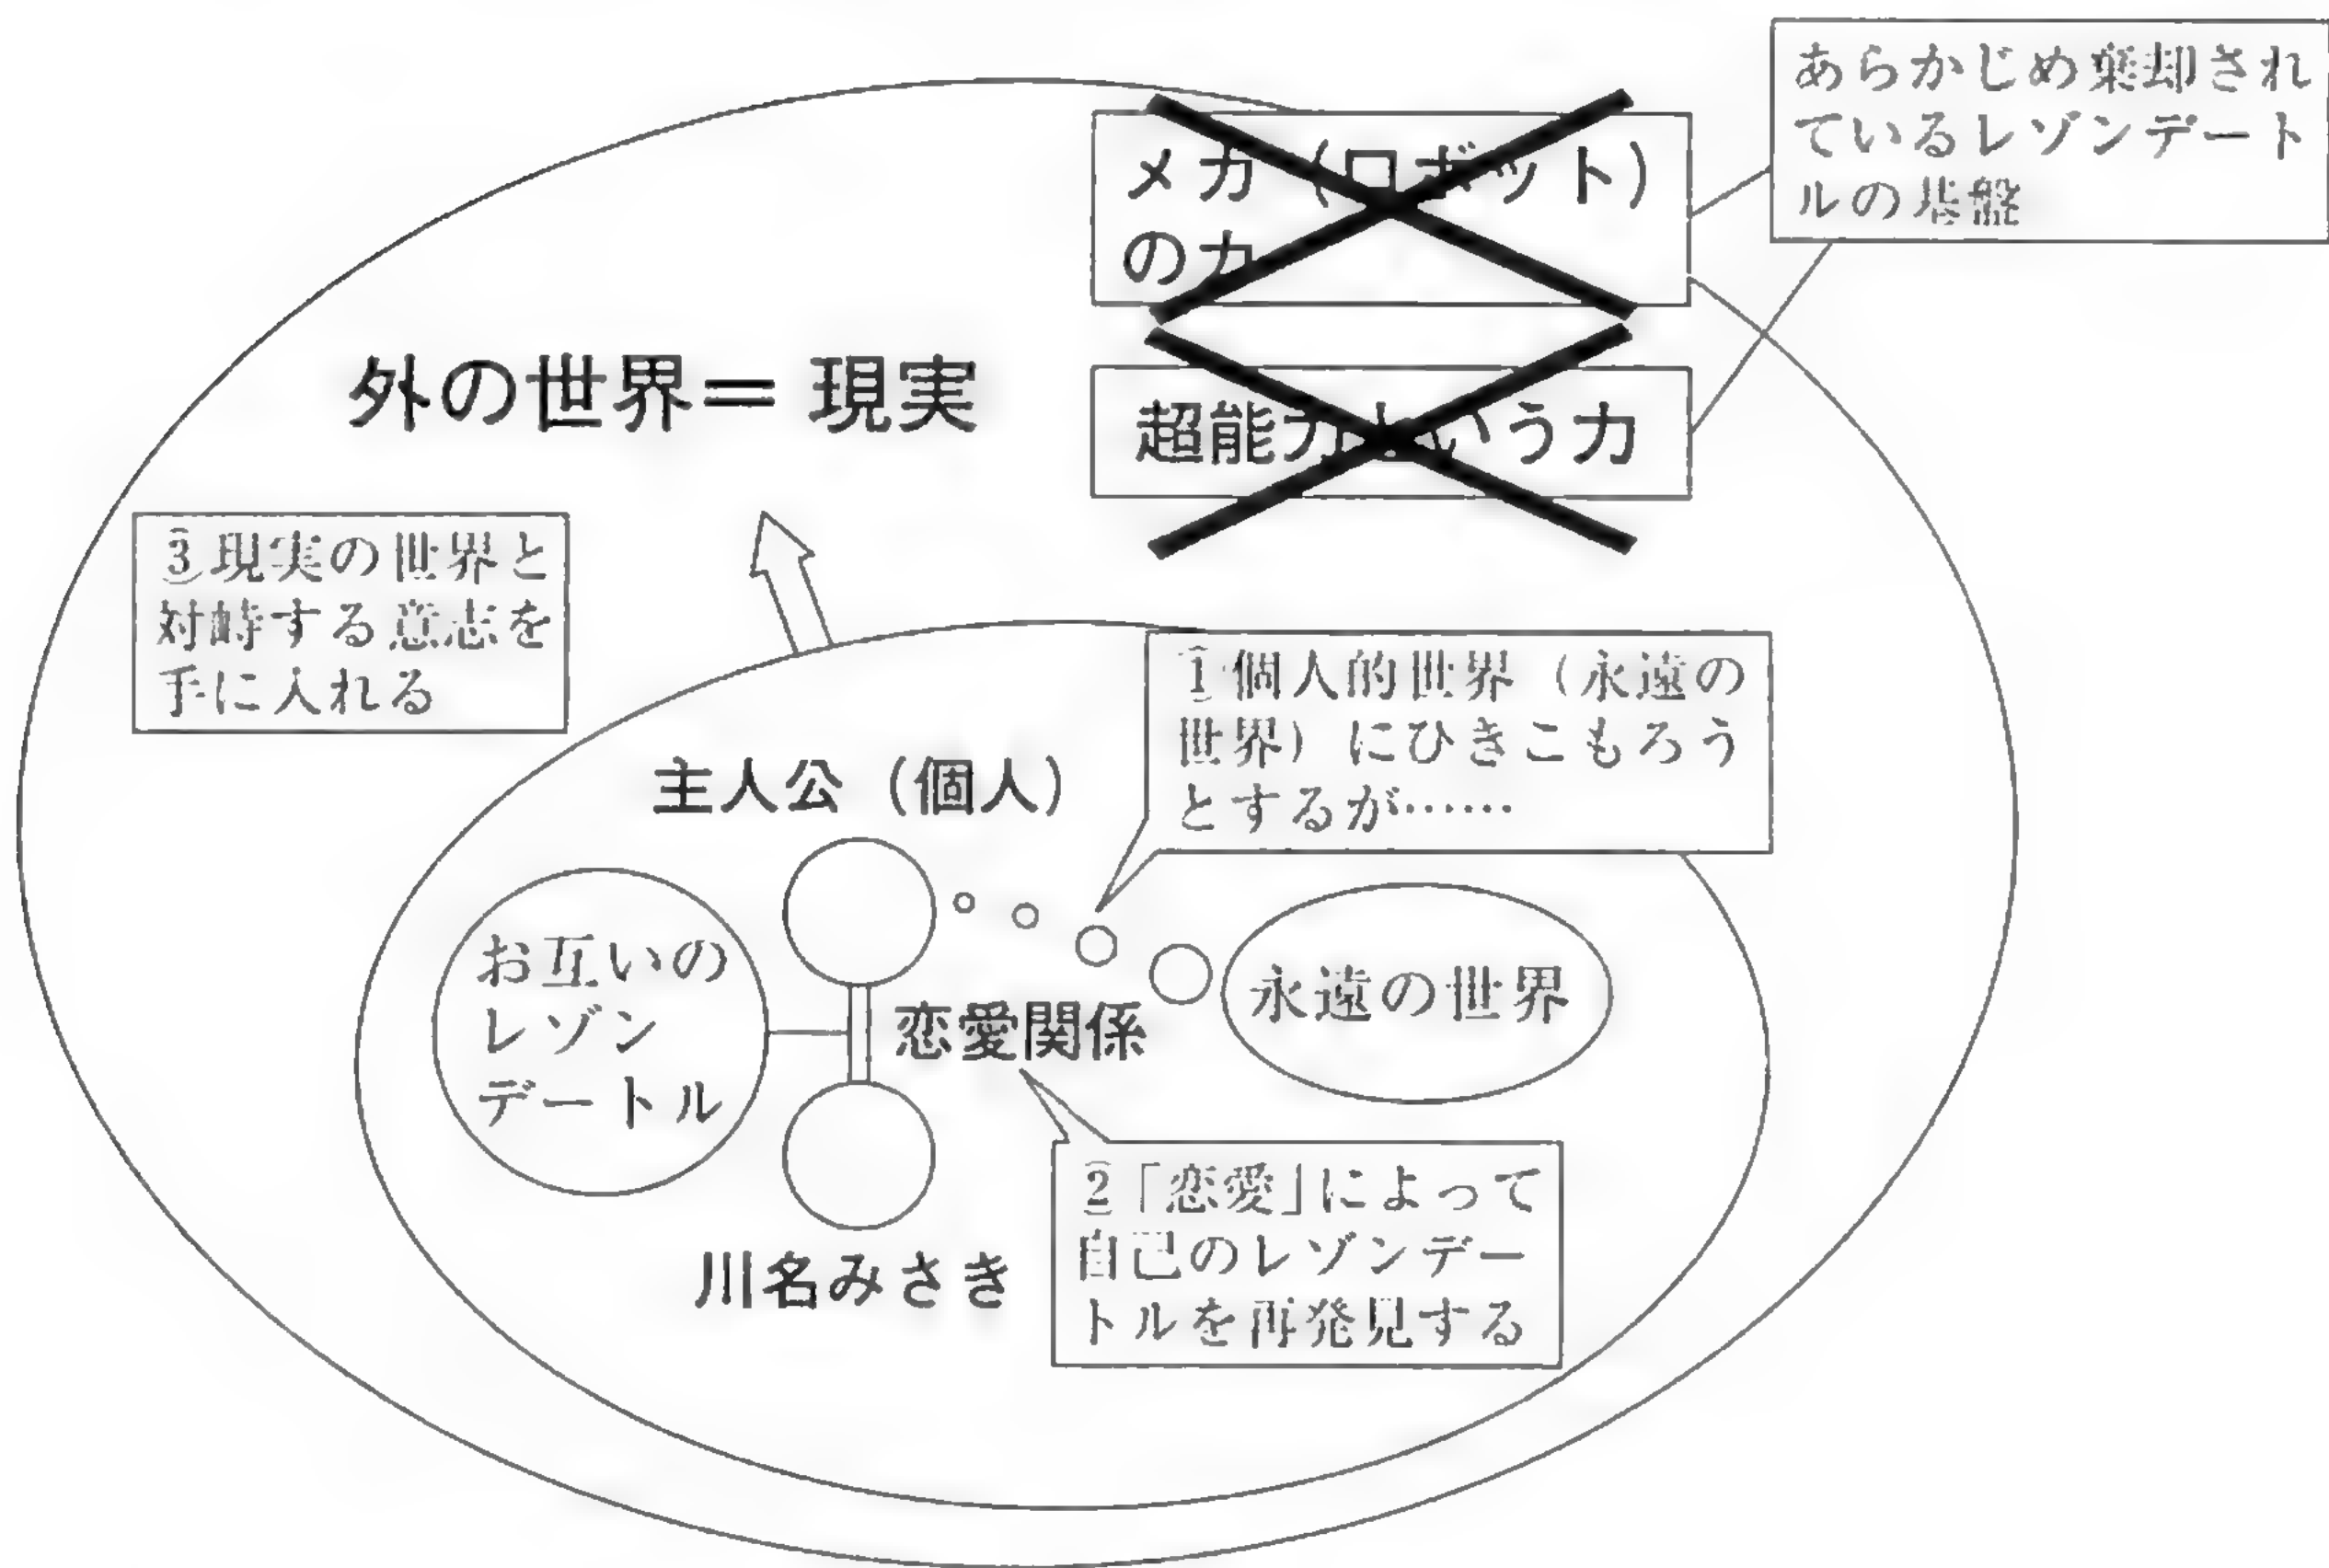 あらかじめ棄却され
ているレゾンデート
ルの基盤
メカ（ロボット）
の力
超能力という力
外の世界＝現実
③現実の世界と
対峙する意志を
手に入れる
①個人的世界（永遠の
世界）にひきこもろう
とするが……
主人公（個人）
お互いの
レゾン
デートル
恋愛関係
永遠の世界
②「恋愛」によって
自己のレゾンデー
トルを再発見する
川名みさき